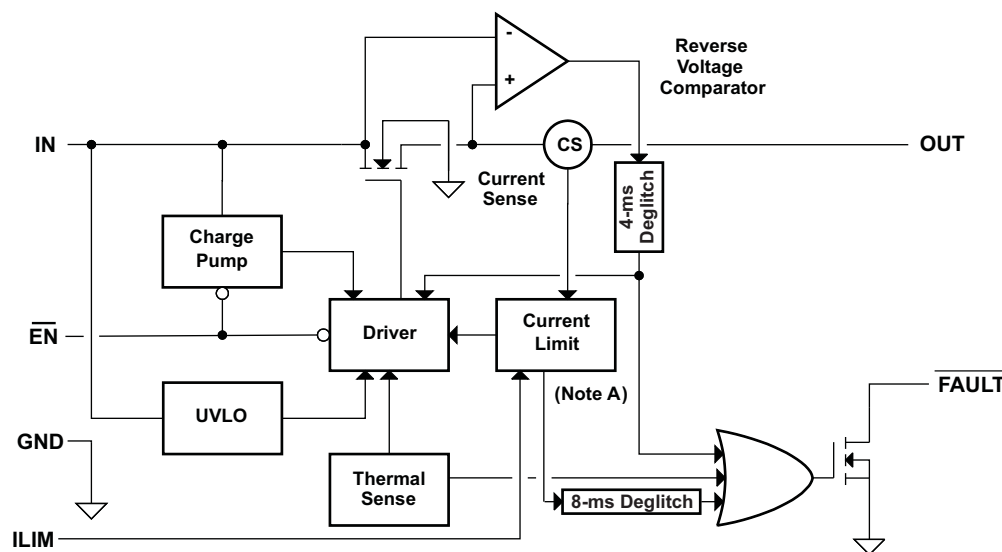 -
+
Reverse
Voltage
Comparator
IN
CS
OUT
Current
Sense
4-ms
Deglitch
Charge
Pump
EN
Driver
Current
Limit
(Note A)
FAULT
UVLO
GND
Thermal
Sense
8-ms Deglitch
ILIM